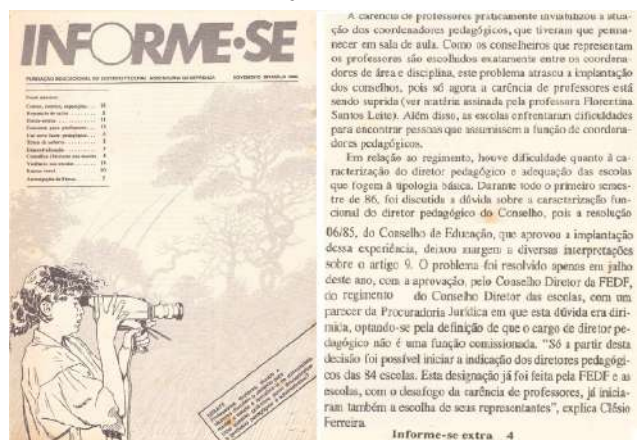 INFORME-SE
FUNDAÇÃO EDUCACIONAL DO DISTRITO FEDERAL ASSESSORIA DE IMPRENSA
A carência de professores praticamente inviabilizou a situa-
ção dos coordenadores pedagógicos, que tiveram que perma-
necer em sala de aula. Como os conselheiros que representam
os professores são escolhidos exatamente entre os coordena-
dores de área e disciplina, este problema atrasou a implantação
dos conselhos, pois só agora a carência de professores está
sendo suprida (ver matéria assinada pela professora Florentina
Santos Leite). Além disso, as escolas enfrentaram dificuldades
para encontrar pessoas que assumissem a função de coordena-
dores pedagógicos.
Em relação ao regimento, houve dificuldade quanto à ca-
racterização do diretor pedagógico e adequação das escolas
que fogem à tipologia básica. Durante todo o primeiro semes-
tre de 86, foi discutida a dúvida sobre a caracterização fun-
cional do diretor pedagógico do Conselho, pois a resolução
06/85, do Conselho de Educação, que aprovou a implantação
dessa experiência, deixou margem a diversas interpretações
sobre o artigo 9. O problema foi resolvido apenas em julho
deste ano, com a aprovação, pelo Conselho Diretor da FEDF,
do regimento do Conselho Diretor das escolas, com um
parecer da Procuradoria Jurídica em que esta dúvida era diri-
mida, optando-se pela definição de que o cargo de diretor pe-
dagógico não é uma função comissionada. "Só a partir desta
decisão foi possível iniciar a indicação dos diretores pedagógi-
cos das 84 escolas. Esta designação já foi feita pela FEDF e as
escolas, com o desafogo da carência de professores, já inicia-
ram também a escolha de seus representantes", explica Clésio
Ferreira.
Informe-se extra 4